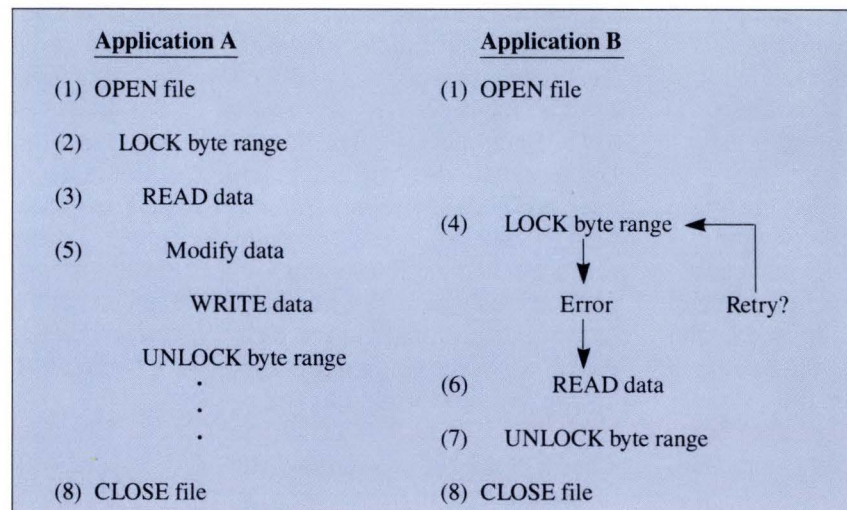 Application A
(1) OPEN file
(2) LOCK byte range
(3) READ data
(5) Modify data
WRITE data
UNLOCK byte range
.
.
.
(8) CLOSE file
Application B
(1) OPEN file
(4) LOCK byte range
Error
Retry?
(6) READ data
(7) UNLOCK byte range
(8) CLOSE file